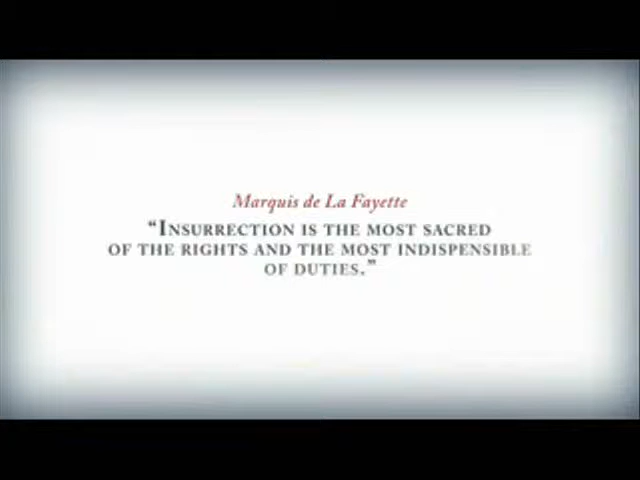 Marquis de La Fayette
“Insurrection is the most sacred
of the rights and the most indispensible
of duties.”